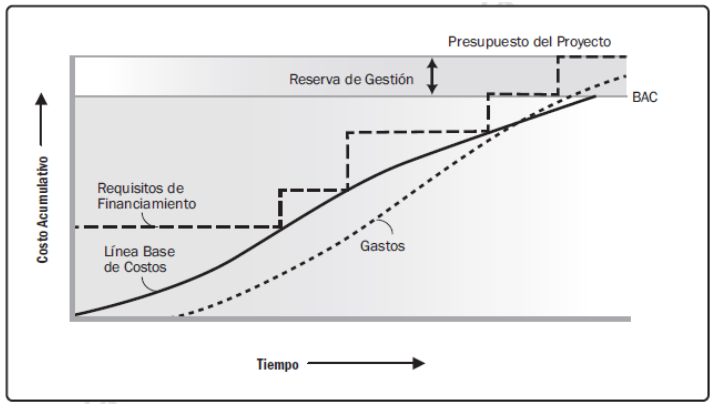 Presupuesto del Proyecto
Reserva de Gestión
BAC
Costo Acumulativo
Requisitos de
Financiamiento
Línea Base
de Costos
Gastos
Tiempo